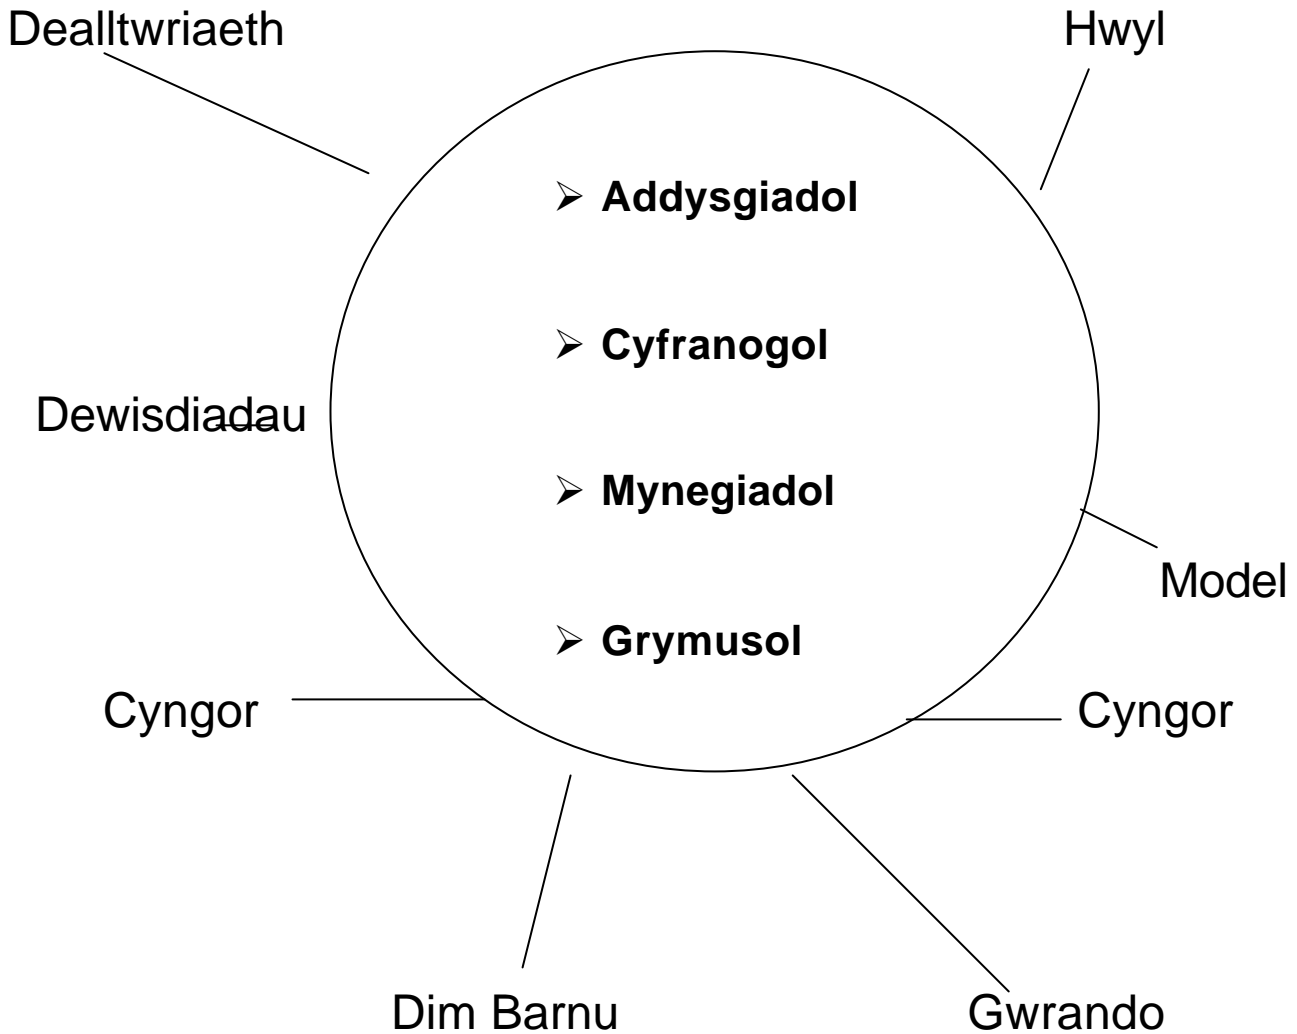 Dealltwriaeth
Hwyl
➢ Addysgiadol
➢ Cyfranogol
Dewisdiadau
➢ Mynegiadol
Model
➢ Grymusol
Cyngor
Cyngor
Dim Barnu
Gwrando